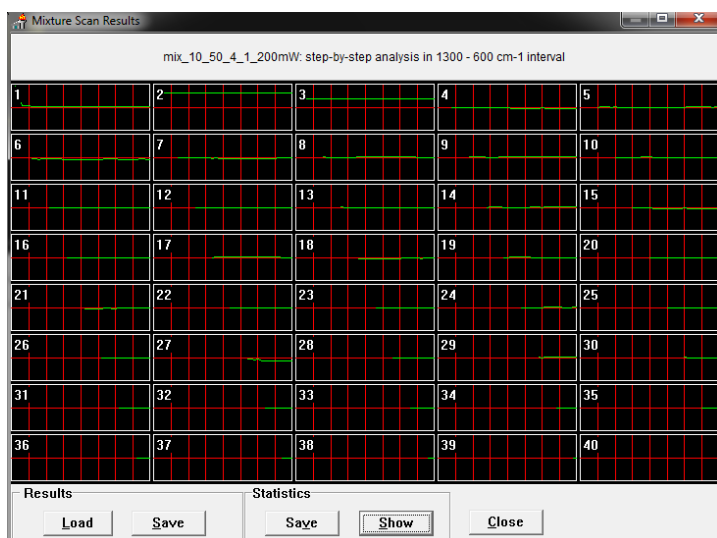 Mixture Scan Results
mix_10_50_4_1_200mW: step-by-step analysis in 1300 - 600 cm-1 interval
1 2 3 4 5
6 7 8 9 10
11 12 13 14 15
16 17 18 19 20
21 22 23 24 25
26 27 28 29 30
31 32 33 34 35
36 37 38 39 40
Results Statistics
Load Save Save Show Close